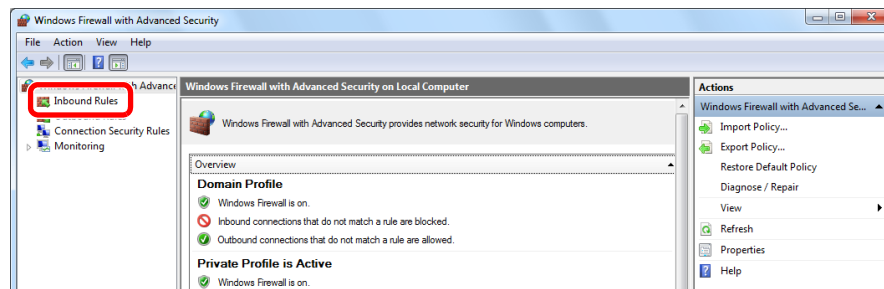 Windows Firewall with Advanced Security
File Action View Help
h Advance
Inbound Rules
Connection Security Rules
Monitoring
Windows Firewall with Advanced Security on Local Computer
Windows Firewall with Advanced Security provides network security for Windows computers.
Overview
Domain Profile
Windows Firewall is on.
Inbound connections that do not match a rule are blocked.
Outbound connections that do not match a rule are allowed.
Private Profile is Active
Windows Firewall is on.
Actions
Windows Firewall with Advanced Se...
Import Policy...
Export Policy...
Restore Default Policy
Diagnose / Repair
View
Refresh
Properties
Help